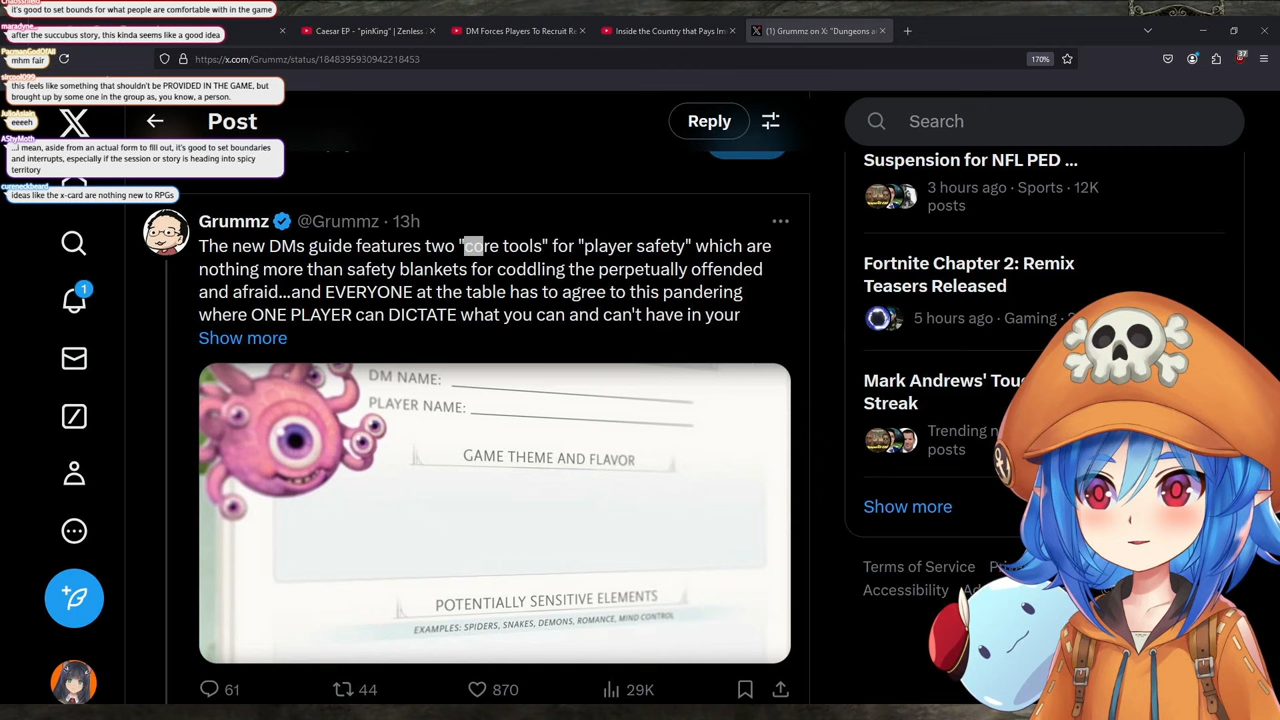 Chaosshield
it's good to set bounds for what people are comfortable with in the game
maradyne_
after the succubus story, this kinda seems like a good idea
PacmanGodOfAll
mhm fair
sircool099
this feels like something that shouldn't be PROVIDED IN THE GAME, but
brought up by some one in the group as, you know, a person.
eeeeh
AShyMoth
...i mean, aside from an actual form to fill out, it's good to set boundaries
and interrupts, especially if the session or story is heading into spicy
territory
cureneckbeard
ideas like the x-card are nothing new to RPGs
Caesar EP - "pinKing" | Zenless
DM Forces Players To Recruit R
Inside the Country that Pays Im
(1) Grummz on X: "Dungeons a
https://x.com/Grummz/status/1848395930942218453
170%
37
Post
Reply
Search
1
Grummz @Grummz · 13h
The new DMs guide features two "core tools" for "player safety" which are
nothing more than safety blankets for coddling the perpetually offended
and afraid...and EVERYONE at the table has to agree to this pandering
where ONE PLAYER can DICTATE what you can and can't have in your
Show more
DM NAME:
PLAYER NAME:
GAME THEME AND FLAVOR
POTENTIALLY SENSITIVE ELEMENTS
EXAMPLES: SPIDERS, SNAKES, DEMONS, ROMANCE, MIND CONTROL
61
44
870
29K
Suspension for NFL PED ...
3 hours ago · Sports · 12K
posts
Fortnite Chapter 2: Remix
Teasers Released
5 hours ago · Gaming ·
posts
Mark Andrews'
Streak
Trending
posts
Show more
Terms of Service
Accessibility